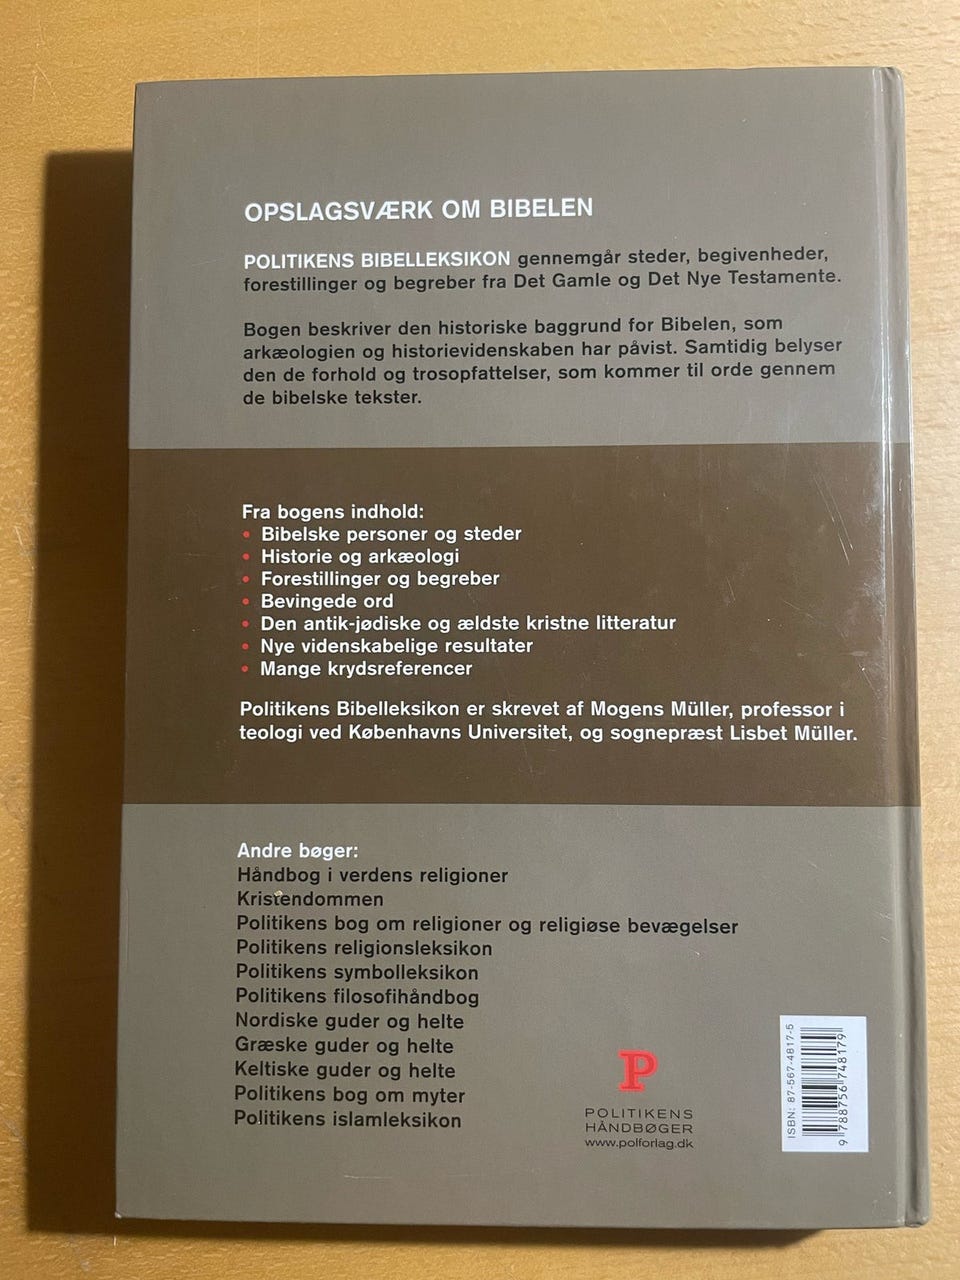 OPSLAGSVÆRK OM BIBELEN
POLITIKENS BIBELLEKSIKON gennemgår steder, begivenheder,
forestillinger og begreber fra Det Gamle og Det Nye Testamente.
Bogen beskriver den historiske baggrund for Bibelen, som
arkæologien og historievidenskaben har påvist. Samtidig belyser
den de forhold og trosopfattelser, som kommer til orde gennem
de bibelske tekster.
Fra bogens indhold:
• Bibelske personer og steder
• Historie og arkæologi
• Forestillinger og begreber
• Bevingede ord
• Den antik-jødiske og ældste kristne litteratur
• Nye videnskabelige resultater
• Mange krydsreferencer
Politikens Bibelleksikon er skrevet af Mogens Müller, professor i
teologi ved Københavns Universitet, og sognepræst Lisbet Müller.
Andre bøger:
Håndbog i verdens religioner
Kristendommen
Politikens bog om religioner og religiøse bevægelser
Politikens religionsleksikon
Politikens symbolleksikon
Politikens filosofihåndbog
Nordiske guder og helte
Græske guder og helte
Keltiske guder og helte
Politikens bog om myter
Politikens islamleksikon
P
POLITIKENS
HÅNDBØGER
www.polforlag.dk
ISBN: 87-567-4817-5
9 788756 748179